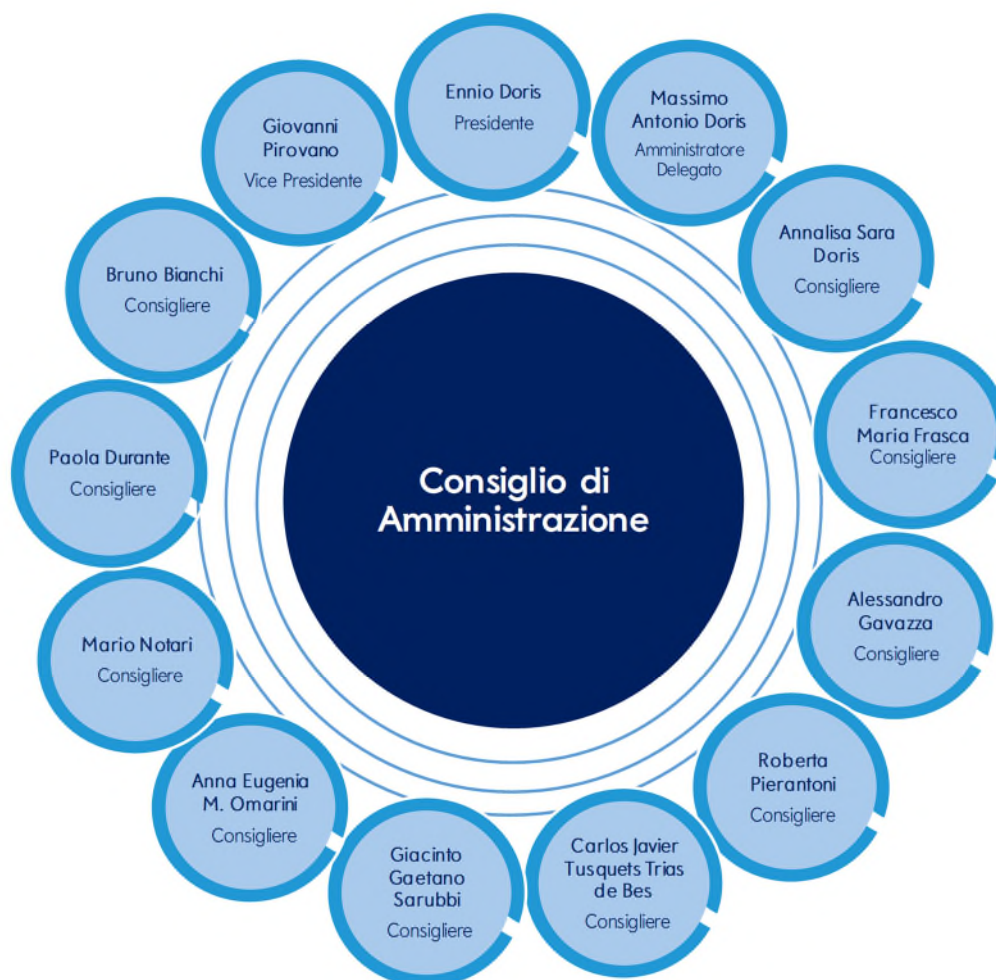 Ennio Doris
Presidente
Massimo
Antonio Doris
Amministratore
Delegato
Annalisa Sara
Doris
Consigliere
Francesco
Maria Frasca
Consigliere
Alessandro
Gavazza
Consigliere
Roberta
Pierantoni
Consigliere
Carlos Javier
Tusquets Trias
de Bes
Consigliere
Giacinto
Gaetano
Sarubbi
Consigliere
Anna Eugenia
M. Omarini
Consigliere
Mario Notari
Consigliere
Paola Durante
Consigliere
Bruno Bianchi
Consigliere
Giovanni
Pirovano
Vice Presidente
Consiglio di
Amministrazione